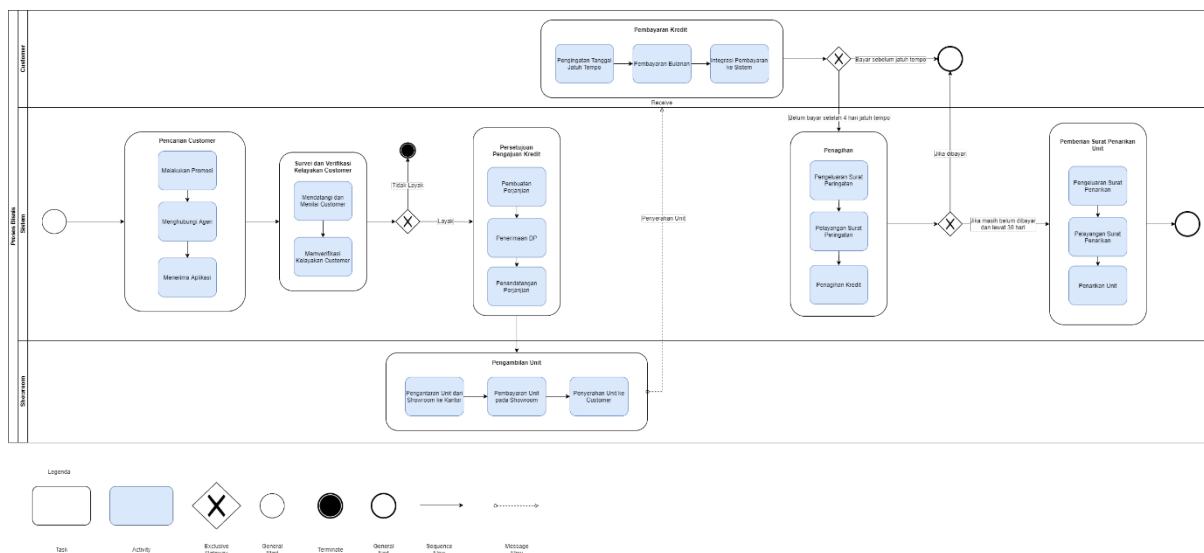 Proses Bisnis
Customer
Pembayaran Kredit
Pengingatan Tanggal
Jatuh Tempo
Pembayaran Bulanan
Integrasi Pembayaran
ke Sistem
Bayar sebelum jatuh tempo
Receive
Belum bayar setelah 4 hari jatuh tempo
Sistem
Pencarian Customer
Melakukan Promosi
Menghubungi Agen
Menerima Aplikasi
Survei dan Verifikasi
Kelayakan Customer
Mendatangi dan
Menilai Customer
Memverifikasi
Kelayakan Customer
Tidak Layak
Layak
Persetujuan
Pengajuan Kredit
Pembuatan
Perjanjian
Penerimaan DP
Penandatangan
Perjanjian
Penyerahan Unit
Penagihan
Pengeluaran Surat
Peringatan
Pelayangan Surat
Peringatan
Penagihan Kredit
Jika dibayar
Jika masih belum dibayar
dan lewat 30 hari
Pemberian Surat Penarikan
Unit
Pengeluaran Surat
Penarikan
Pelayangan Surat
Penarikan
Penarikan Unit
Showroom
Pengambilan Unit
Pengantaran Unit dari
Showroom ke Kantor
Pembayaran Unit
pada Showroom
Penyerahan Unit ke
Customer
Legenda
Task
Activity
Exclusive
General
Terminate
General
Sequence
Message